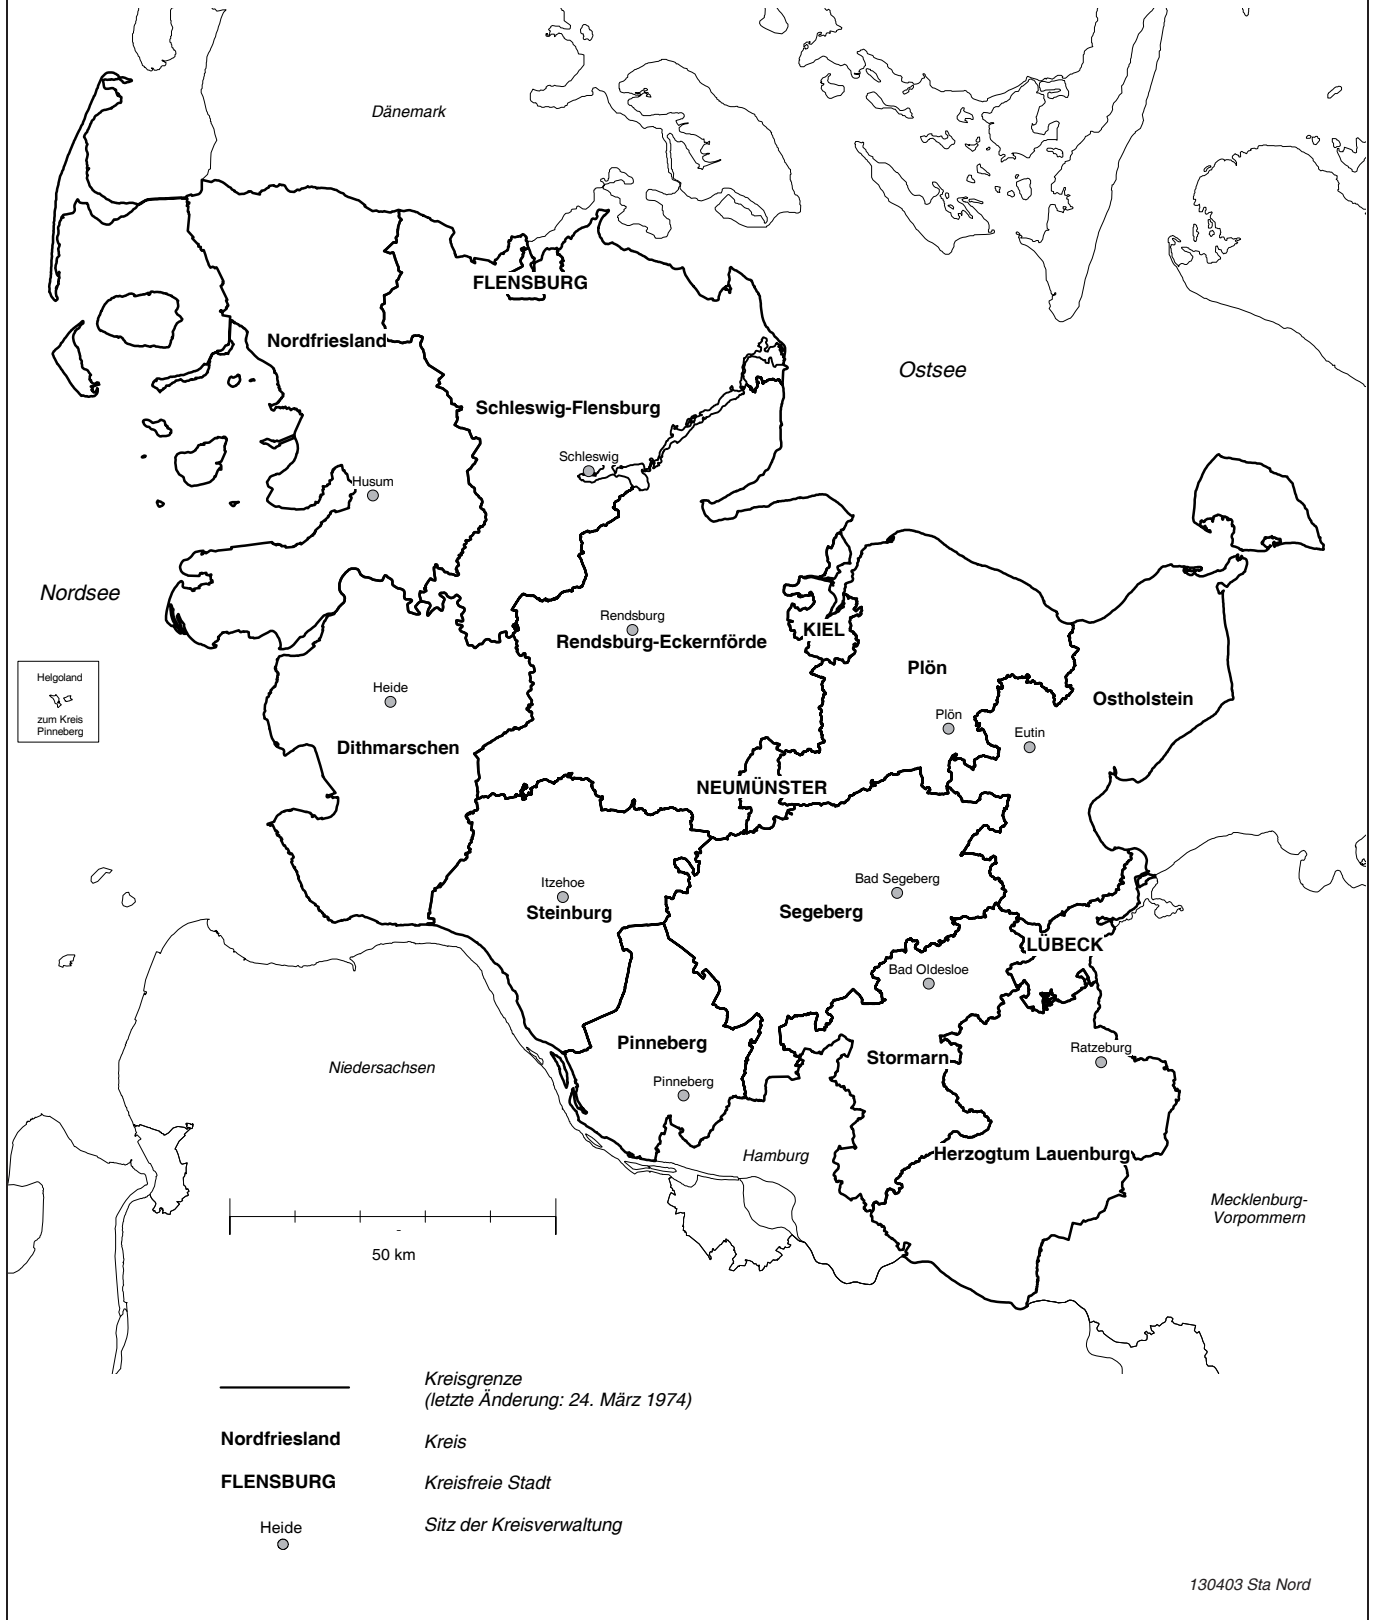 Dänemark
FLENSBURG
Nordfriesland
Ostsee
Schleswig-Flensburg
Schleswig
Husum
Nordsee
Rendsburg
Rendsburg-Eckernförde
KIEL
Plön
Helgoland
zum Kreis
Pinneberg
Heide
Ostholstein
Plön
Eutin
Dithmarschen
NEUMÜNSTER
Itzehoe
Steinburg
Bad Segeberg
Segeberg
LÜBECK
Bad Oldesloe
Pinneberg
Stormarn
Ratzeburg
Niedersachsen
Pinneberg
Hamburg
Herzogtum Lauenburg
Mecklenburg-
Vorpommern
-
50 km
Kreisgrenze
(letzte Änderung: 24. März 1974)
Nordfriesland Kreis
FLENSBURG Kreisfreie Stadt
Heide Sitz der Kreisverwaltung
130403 Sta Nord